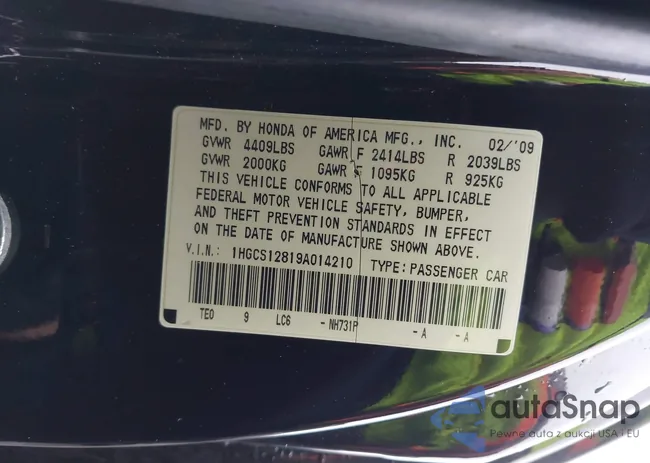 MFD. BY HONDA OF AMERICA MFG., INC. 02/'09
GVWR 4409LBS GAWR F 2414LBS R 2039LBS
GVWR 2000KG GAWR F 1095KG R 925KG
THIS VEHICLE CONFORMS TO ALL APPLICABLE
FEDERAL MOTOR VEHICLE SAFETY, BUMPER,
AND THEFT PREVENTION STANDARDS IN EFFECT
ON THE DATE OF MANUFACTURE SHOWN ABOVE.
V.I.N.: 1HGCS12819A014210 TYPE: PASSENGER CAR
TE0 9 LC6 -NH731P -A -A
autaSnap
Pewne auta z aukcji USA i EU